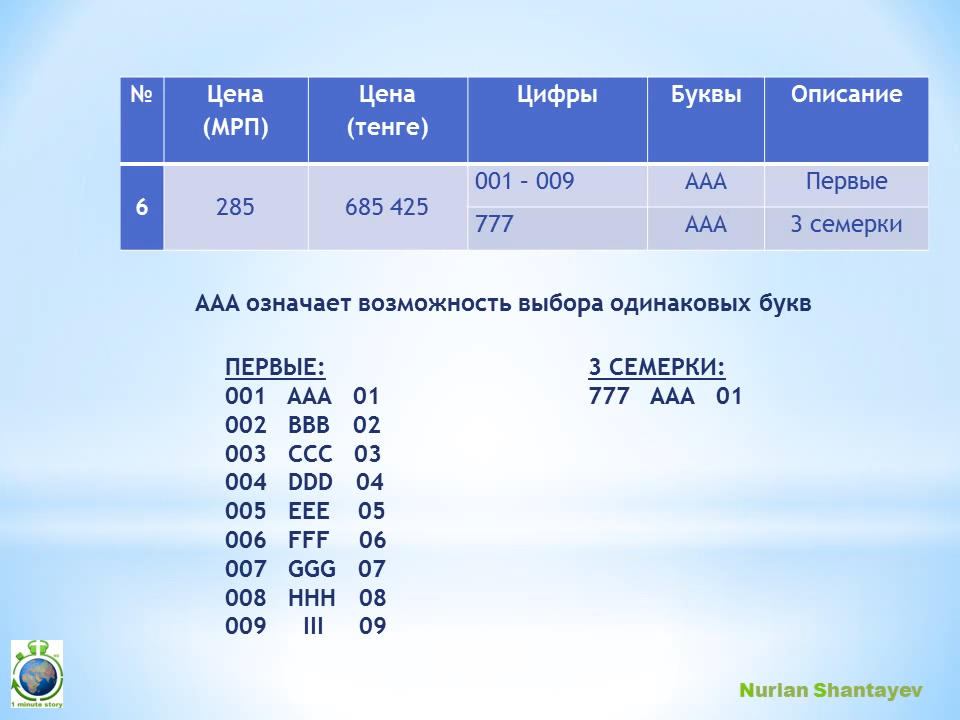 № Цена (МРП) Цена (тенге) Цифры Буквы Описание
6 285 685 425 001 – 009 ААА Первые
777 ААА 3 семерки
ААА означает возможность выбора одинаковых букв
ПЕРВЫЕ:
001 AAA 01
002 BBB 02
003 CCC 03
004 DDD 04
005 EEE 05
006 FFF 06
007 GGG 07
008 HHH 08
009 III 09
3 СЕМЕРКИ:
777 AAA 01
1 minute story
Nurlan Shantayev